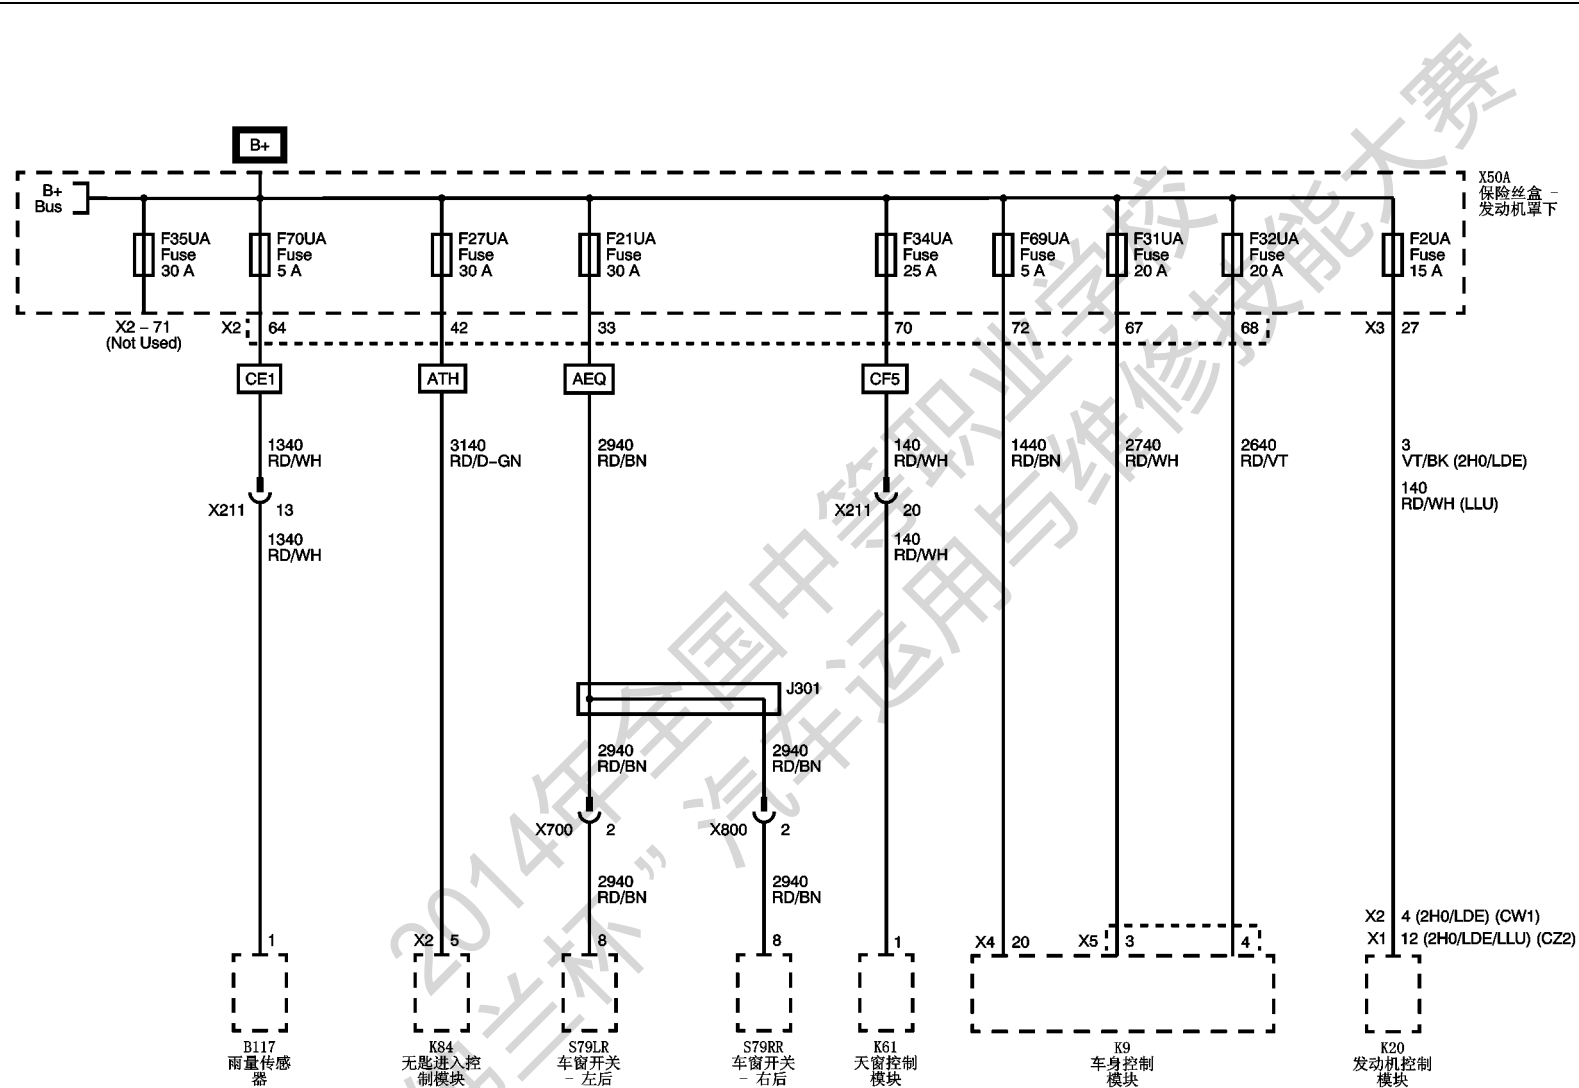 B+
B+
Bus
X50A
保险丝盒 -
发动机罩下
F35UA
Fuse
30 A
F70UA
Fuse
5 A
F27UA
Fuse
30 A
F21UA
Fuse
30 A
F34UA
Fuse
25 A
F69UA
Fuse
5 A
F31UA
Fuse
20 A
F32UA
Fuse
20 A
F2UA
Fuse
15 A
X2 – 71
(Not Used)
X2 64
42
33
70
72
67
68
X3 27
CE1
ATH
AEQ
CF5
1340
RD/WH
3140
RD/D–GN
2940
RD/BN
140
RD/WH
1440
RD/BN
2740
RD/WH
2640
RD/VT
3
VT/BK (2H0/LDE)
140
RD/WH (LLU)
X211 13
X211 20
1340
RD/WH
140
RD/WH
J301
2940
RD/BN
2940
RD/BN
X700 2
X800 2
2940
RD/BN
2940
RD/BN
X2 4 (2H0/LDE) (CW1)
X1 12 (2H0/LDE/LLU) (CZ2)
1
X2 5
8
8
1
X4 20
X5 3
4
B117
雨量传感
器
K84
无匙进入控
制模块
S79LR
车窗开关
- 左后
S79RR
车窗开关
- 右后
K61
天窗控制
模块
K9
车身控制
模块
K20
发动机控制
模块
2014年全国中等职业学校
兰杯”汽车运用与维修技能大赛